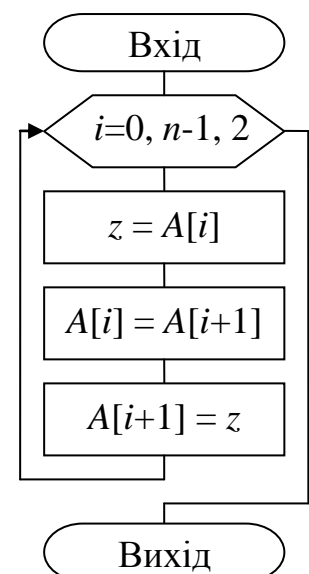 Вхід
i=0, n-1, 2
z = A[i]
A[i] = A[i+1]
A[i+1] = z
Вихід